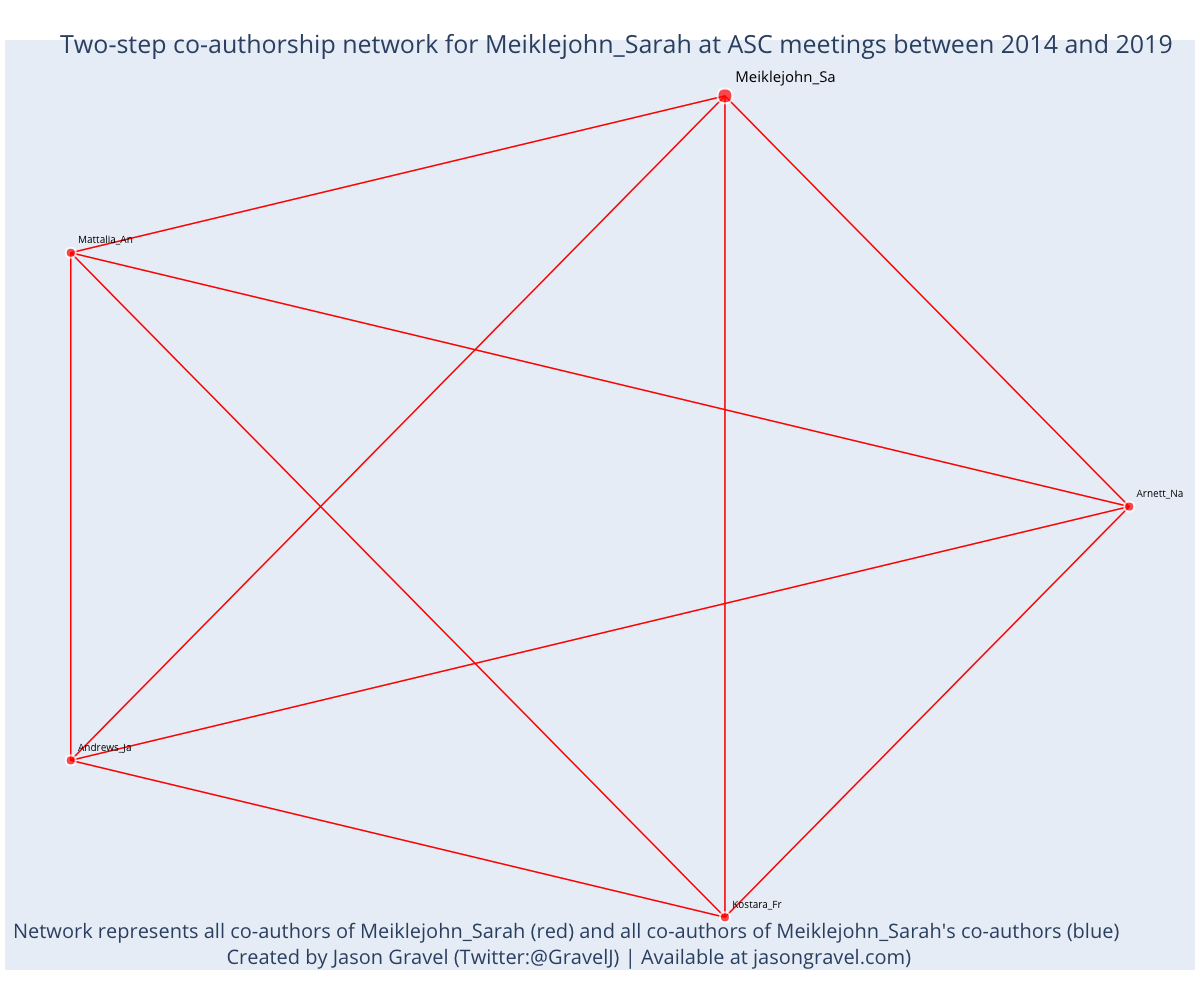 Two-step co-authorship network for Meiklejohn_Sarah at ASC meetings between 2014 and 2019
Meiklejohn_Sa
Mattalia_An
Arnett_Na
Andrews_Ja
Kostara_Fr
Network represents all co-authors of Meiklejohn_Sarah (red) and all co-authors of Meiklejohn_Sarah's co-authors (blue)
Created by Jason Gravel (Twitter:@GravelJ) | Available at jasongravel.com)